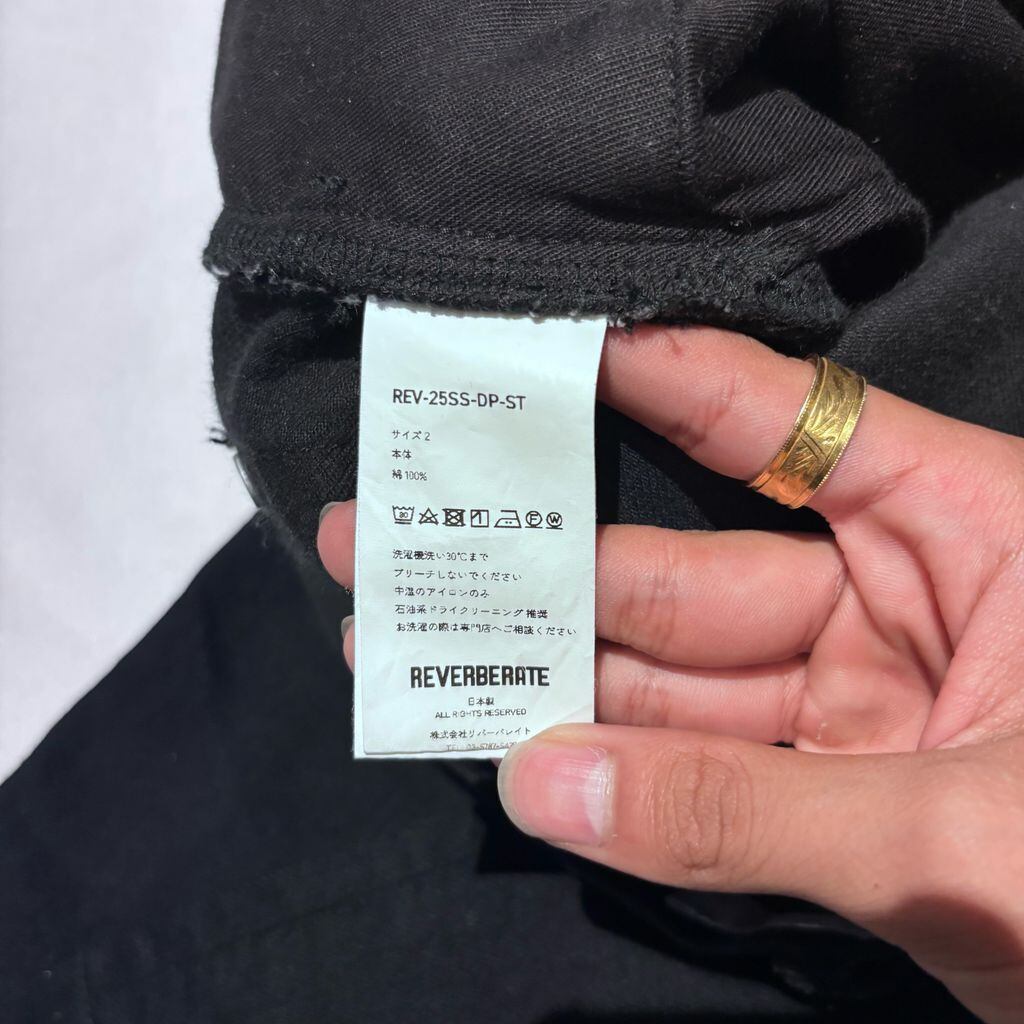 REV-25SS-DP-ST
サイズ 2
本体
綿 100%
30 F W
洗濯機洗い30℃まで
ブリーチしないでください
中温のアイロンのみ
石油系ドライクリーニング推奨
お洗濯の際は専門店へご相談ください
REVERBERATE
日本製
ALL RIGHTS RESERVED
株式会社リバーバレイト
TEL: